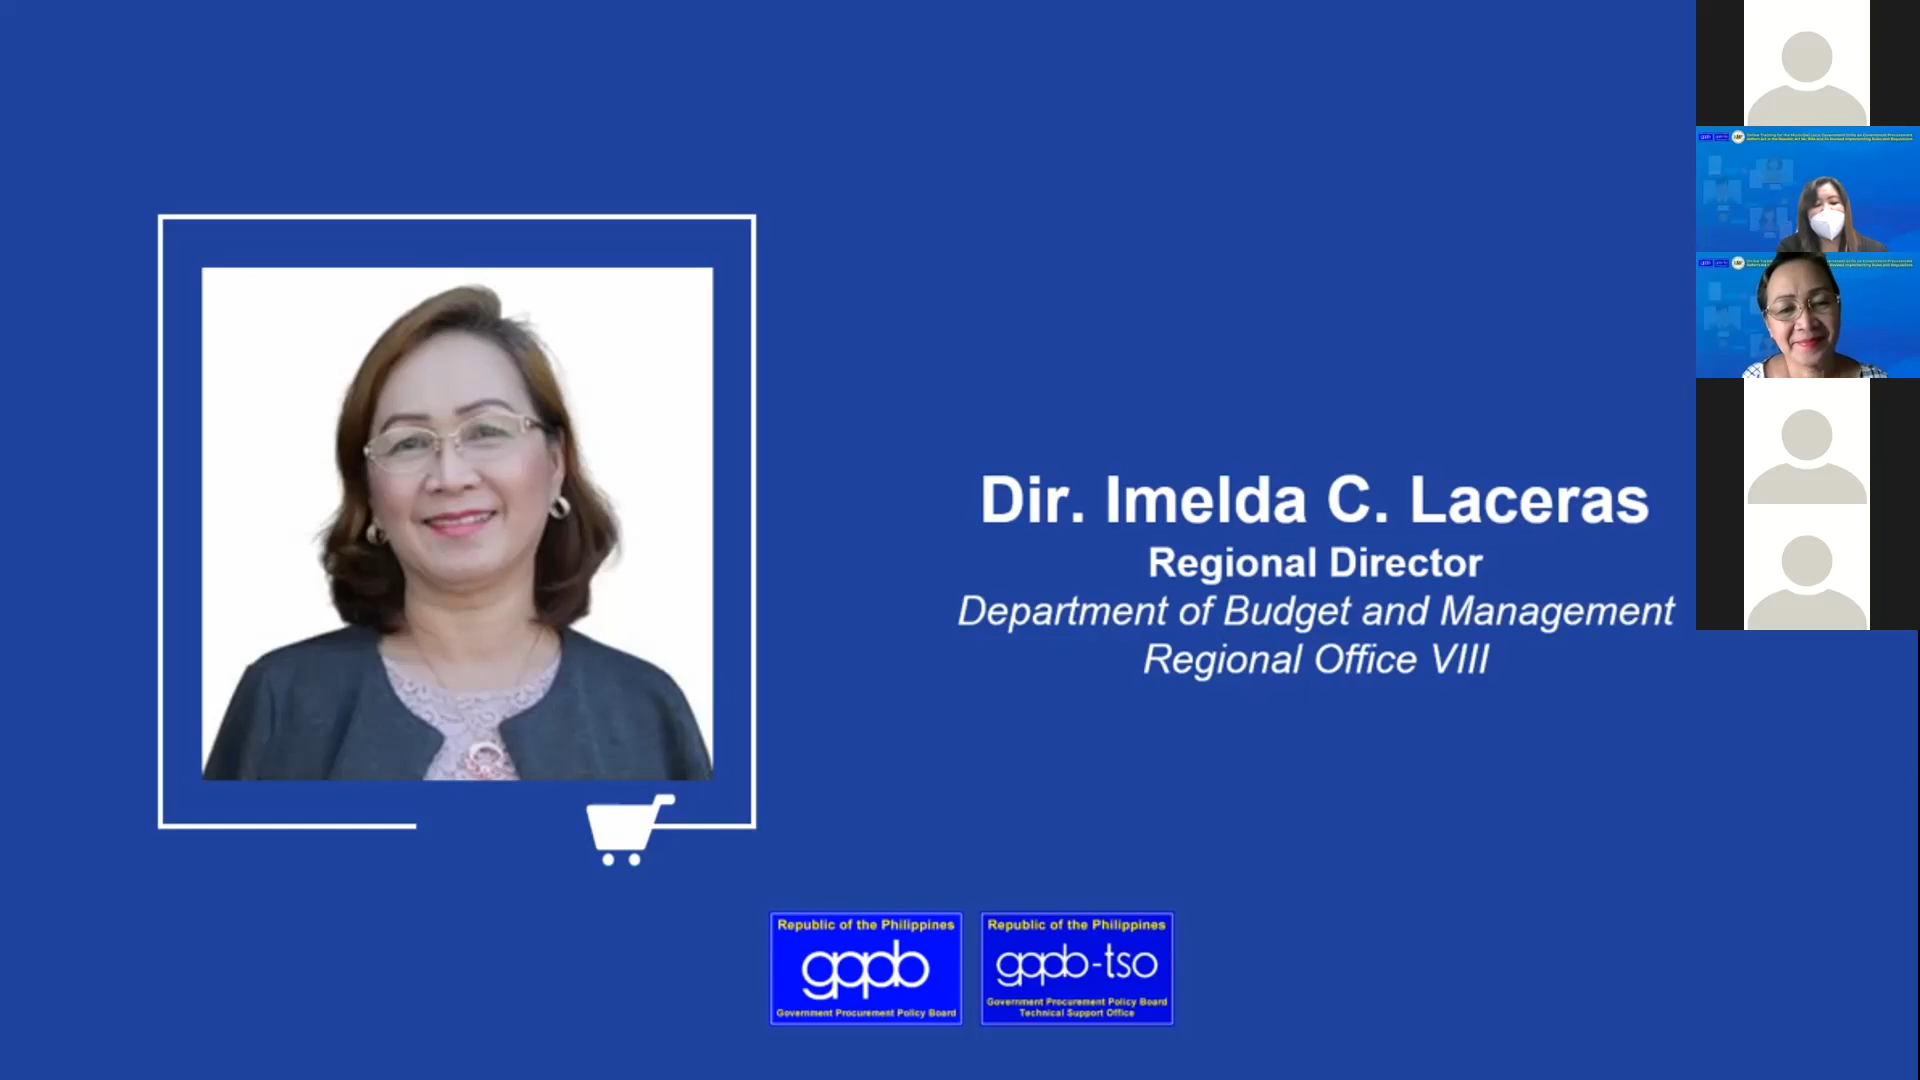 Dir. Imelda C. Laceras
Regional Director
Department of Budget and Management
Regional Office VIII
Republic of the Philippines
gppb
Government Procurement Policy Board
Republic of the Philippines
gppb-tso
Government Procurement Policy Board
Technical Support Office